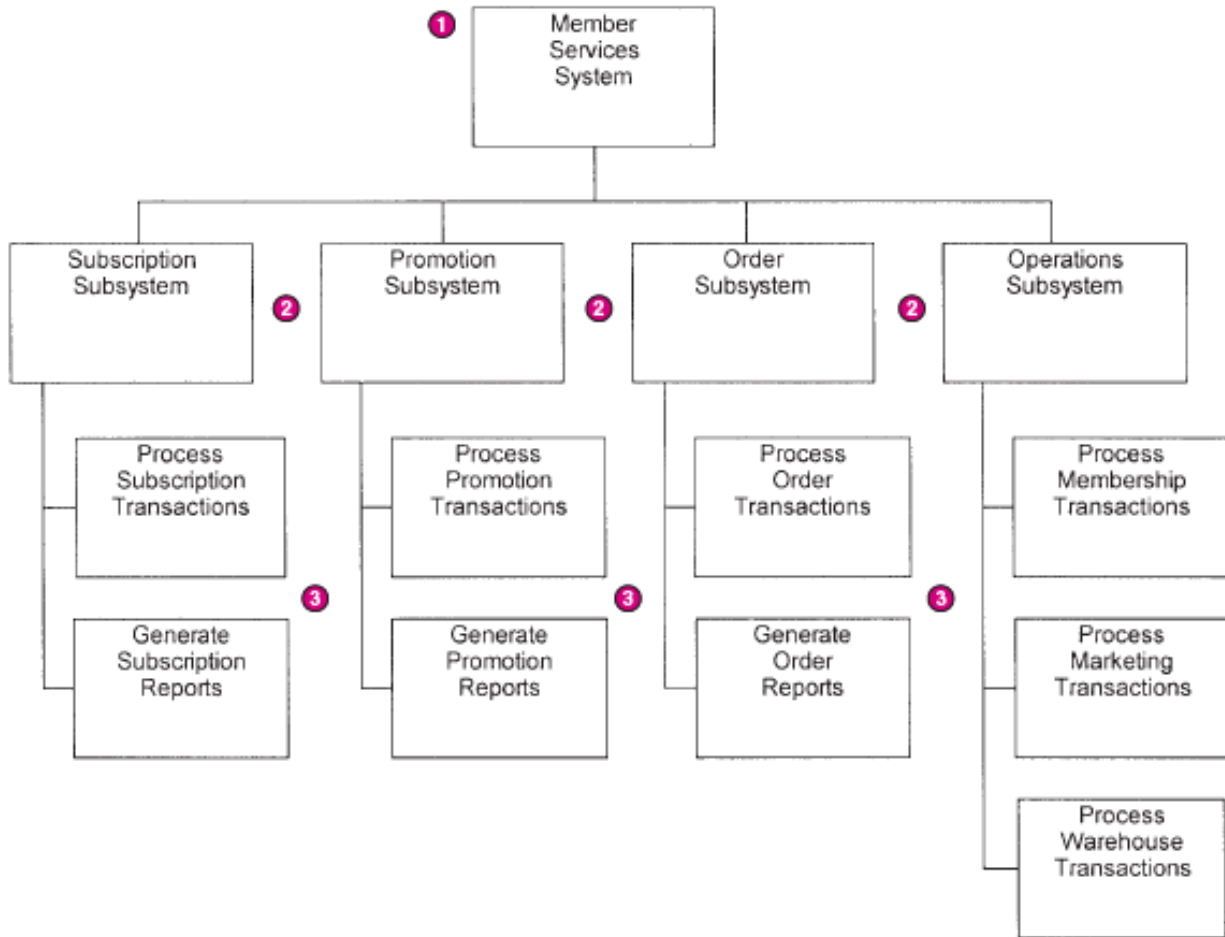 1
Member
Services
System
Subscription
Subsystem
2
Promotion
Subsystem
2
Order
Subsystem
2
Operations
Subsystem
Process
Subscription
Transactions
Process
Promotion
Transactions
Process
Order
Transactions
Process
Membership
Transactions
3
3
3
Generate
Subscription
Reports
Generate
Promotion
Reports
Generate
Order
Reports
Process
Marketing
Transactions
Process
Warehouse
Transactions